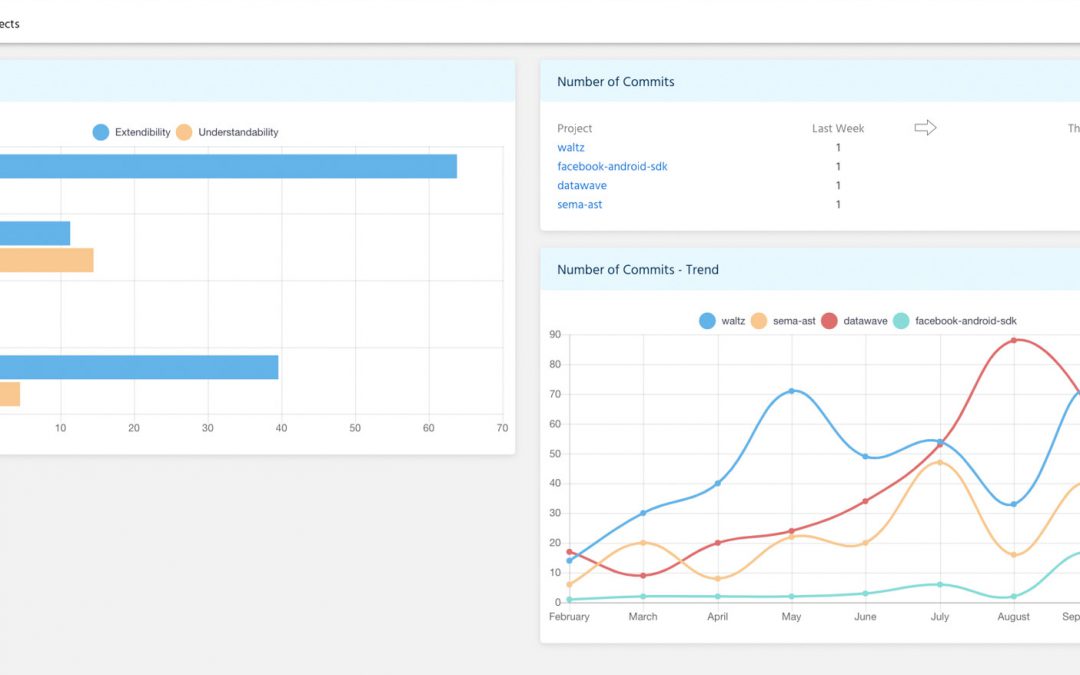 ects
Extendibility Understandability
10 20 30 40 50 60 70
Number of Commits
Project Last Week Th
waltz 1
facebook-android-sdk 1
datawave 1
sema-ast 1
Number of Commits - Trend
waltz sema-ast datawave facebook-android-sdk
90
80
70
60
50
40
30
20
10
0
February March April May June July August Sep